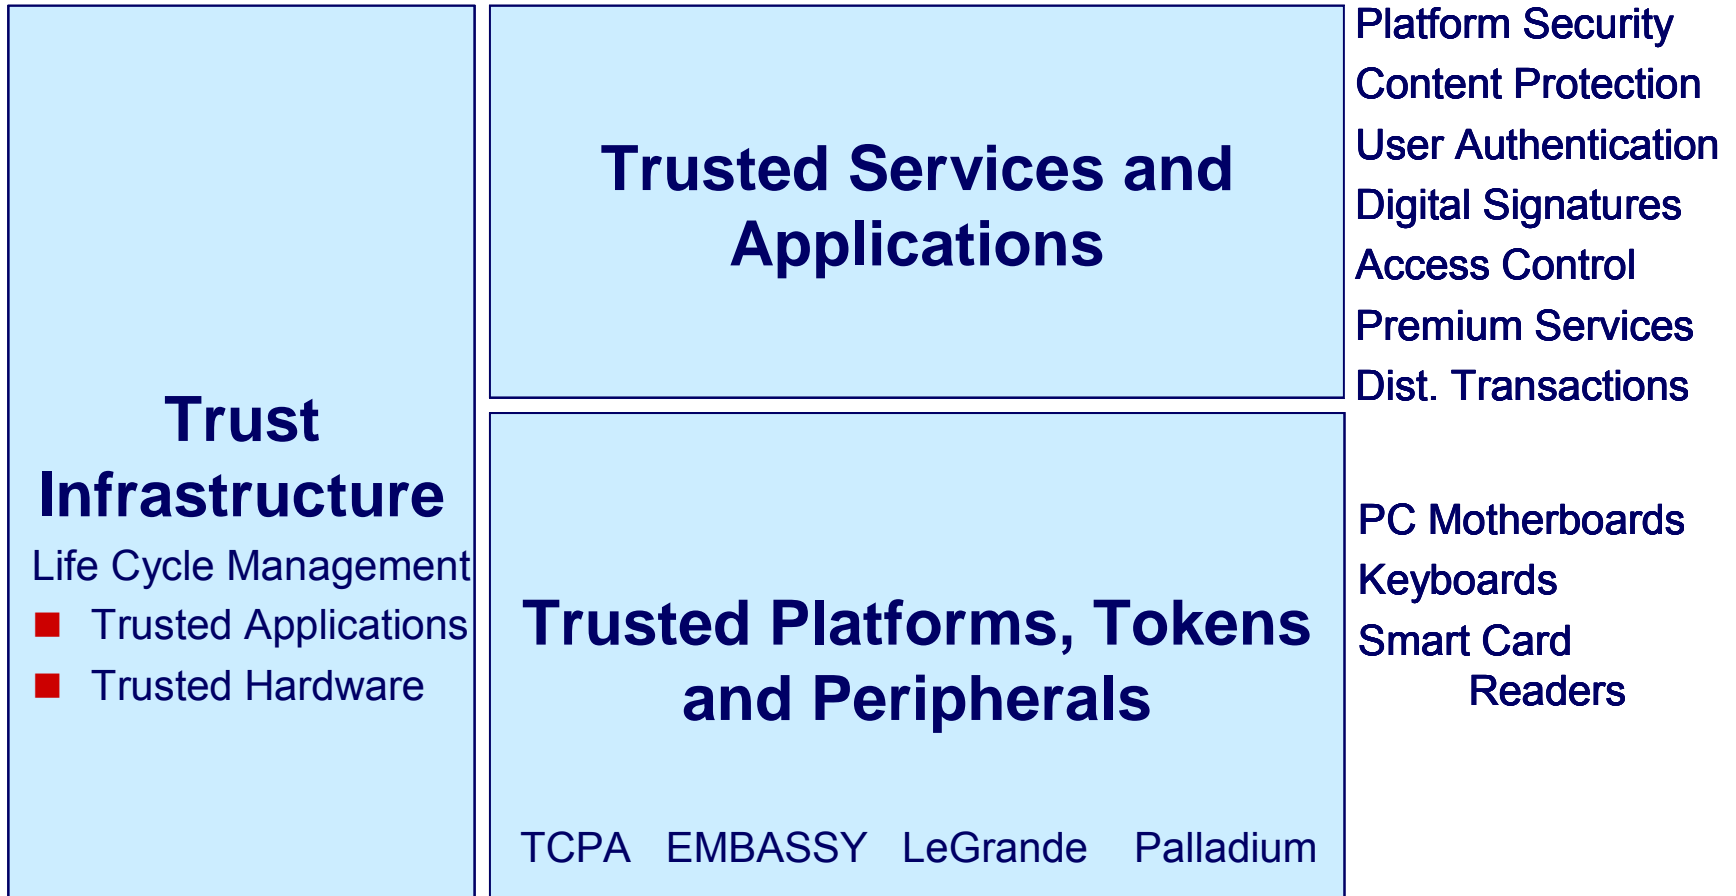 Trust
Infrastructure
Life Cycle Management
Trusted Applications
Trusted Hardware
Trusted Services and
Applications
Trusted Platforms, Tokens
and Peripherals
TCPA EMBASSY LeGrande Palladium
Platform Security
Content Protection
User Authentication
Digital Signatures
Access Control
Premium Services
Dist. Transactions
PC Motherboards
Keyboards
Smart Card
Readers